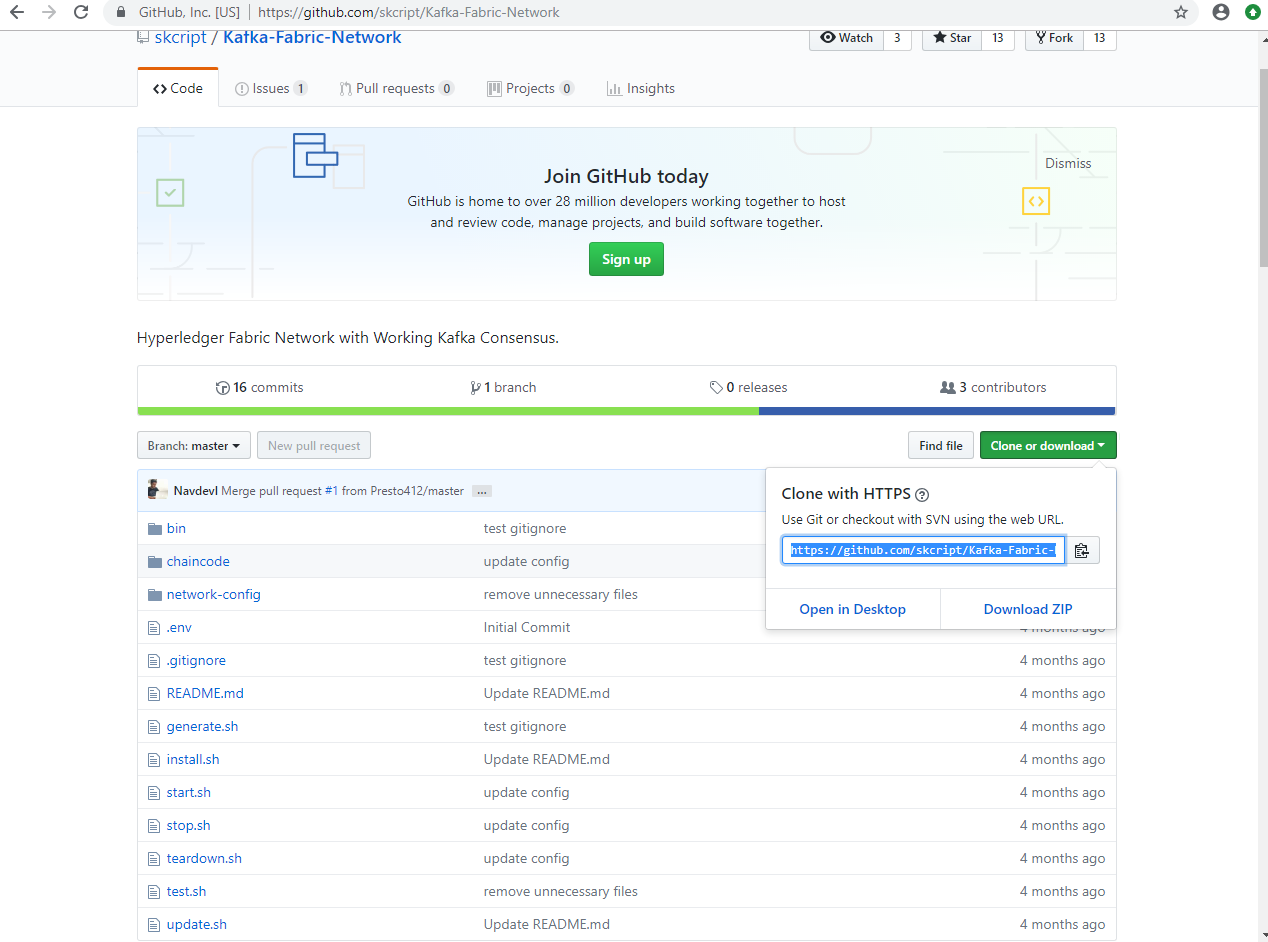 GitHub, Inc. [US] | https://github.com/skcript/Kafka-Fabric-Network
skcript / Kafka-Fabric-Network
Watch 3 Star 13 Fork 13
Code Issues 1 Pull requests 0 Projects 0 Insights
Dismiss
Join GitHub today
GitHub is home to over 28 million developers working together to host
and review code, manage projects, and build software together.
Sign up
Hyperledger Fabric Network with Working Kafka Consensus.
16 commits 1 branch 0 releases 3 contributors
Branch: master New pull request Find file Clone or download
Navdevl Merge pull request #1 from Presto412/master ...
Clone with HTTPS ?
Use Git or checkout with SVN using the web URL.
https://github.com/skcript/Kafka-Fabric-
Open in Desktop Download ZIP
bin test gitignore
chaincode update config
network-config remove unnecessary files
.env Initial Commit 4 months ago
.gitignore test gitignore 4 months ago
README.md Update README.md 4 months ago
generate.sh test gitignore 4 months ago
install.sh Update README.md 4 months ago
start.sh update config 4 months ago
stop.sh update config 4 months ago
teardown.sh update config 4 months ago
test.sh remove unnecessary files 4 months ago
update.sh Update README.md 4 months ago